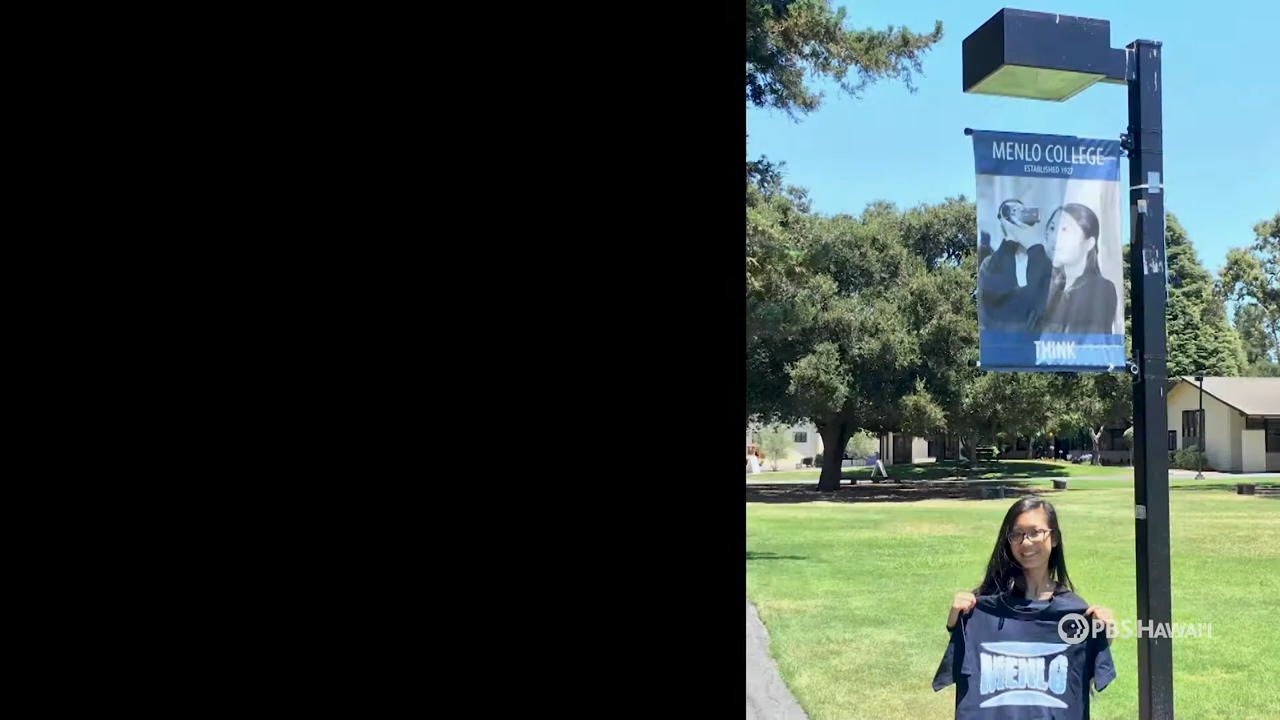 MENLO COLLEGE
ESTABLISHED 1927
THINK
PBS HAWAI'I
MENLO